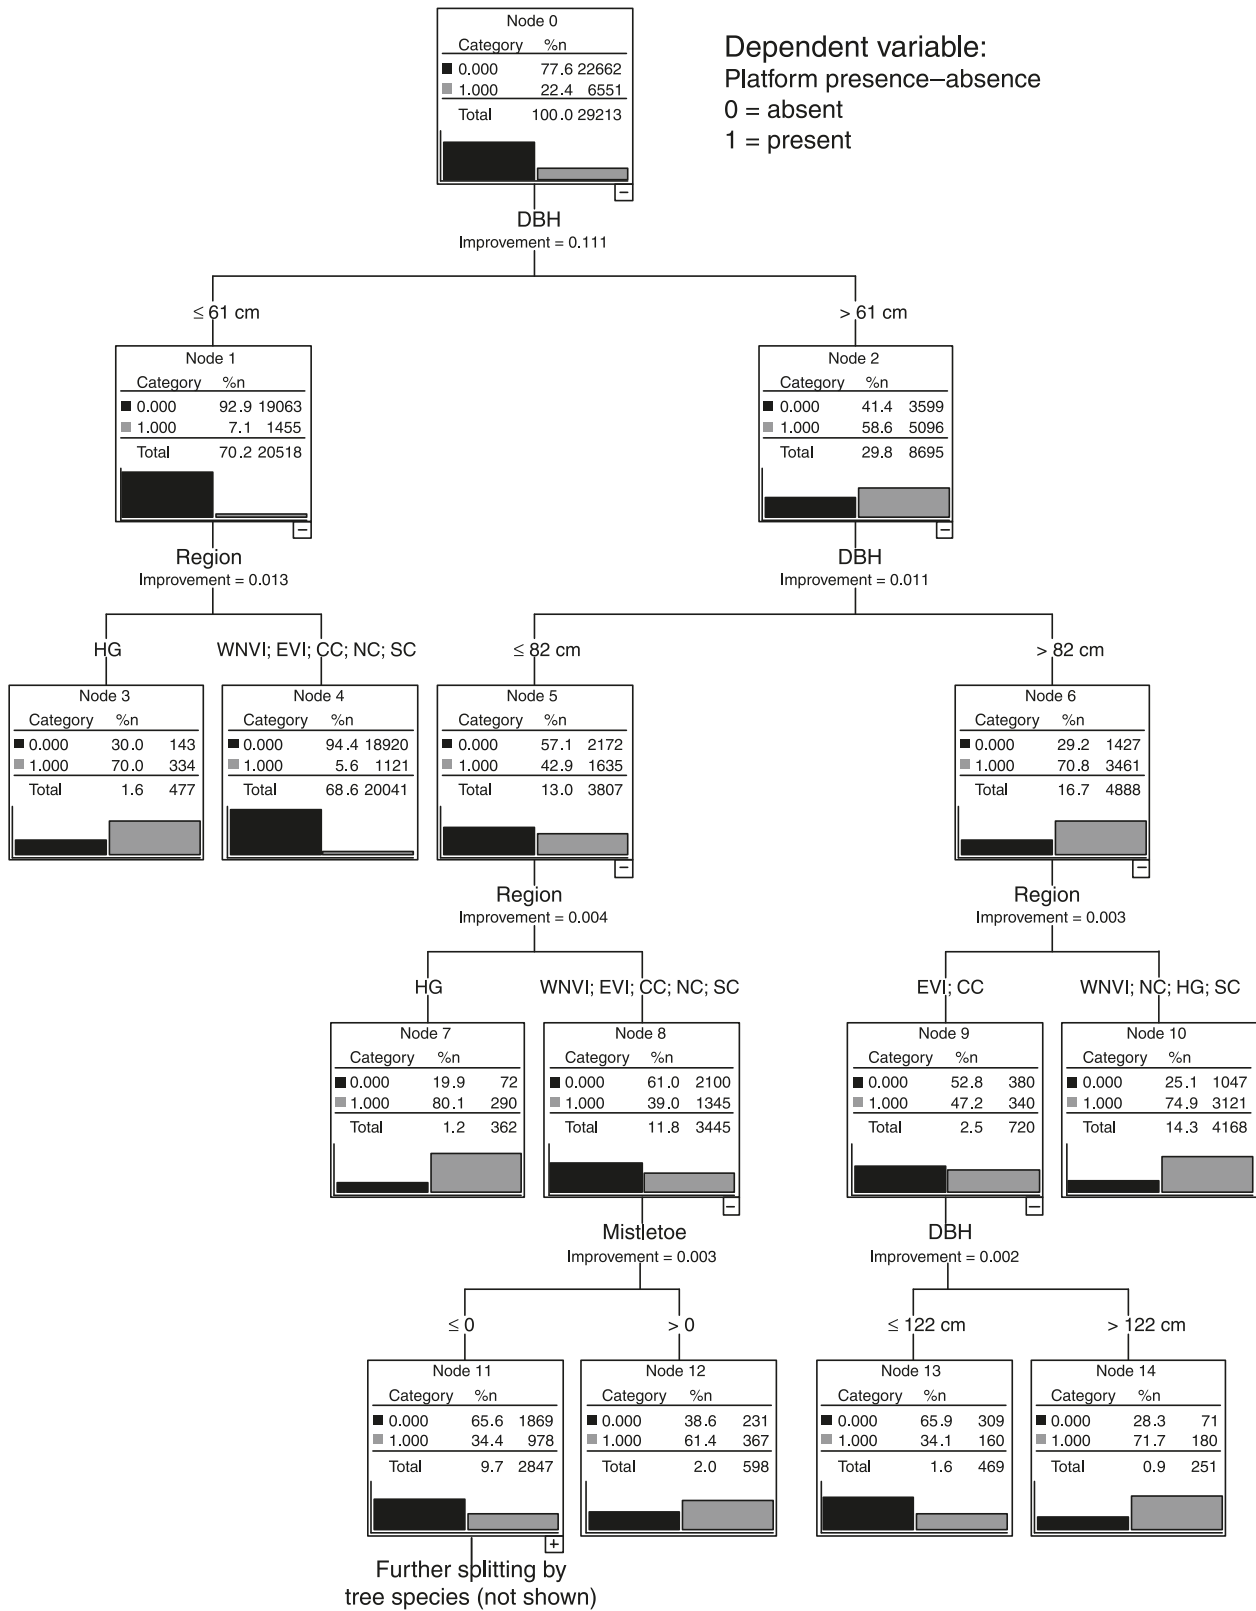 Node 0
Category %n
0.000 77.6 22662
1.000 22.4 6551
Total 100.0 29213
Dependent variable:
Platform presence–absence
0 = absent
1 = present
DBH
Improvement = 0.111
≤ 61 cm
> 61 cm
Node 1
Category %n
0.000 92.9 19063
1.000 7.1 1455
Total 70.2 20518
Node 2
Category %n
0.000 41.4 3599
1.000 58.6 5096
Total 29.8 8695
Region
Improvement = 0.013
DBH
Improvement = 0.011
HG
WNVI; EVI; CC; NC; SC
≤ 82 cm
> 82 cm
Node 3
Category %n
0.000 30.0 143
1.000 70.0 334
Total 1.6 477
Node 4
Category %n
0.000 94.4 18920
1.000 5.6 1121
Total 68.6 20041
Node 5
Category %n
0.000 57.1 2172
1.000 42.9 1635
Total 13.0 3807
Node 6
Category %n
0.000 29.2 1427
1.000 70.8 3461
Total 16.7 4888
Region
Improvement = 0.004
Region
Improvement = 0.003
HG
WNVI; EVI; CC; NC; SC
EVI; CC
WNVI; NC; HG; SC
Node 7
Category %n
0.000 19.9 72
1.000 80.1 290
Total 1.2 362
Node 8
Category %n
0.000 61.0 2100
1.000 39.0 1345
Total 11.8 3445
Node 9
Category %n
0.000 52.8 380
1.000 47.2 340
Total 2.5 720
Node 10
Category %n
0.000 25.1 1047
1.000 74.9 3121
Total 14.3 4168
Mistletoe
Improvement = 0.003
DBH
Improvement = 0.002
≤ 0
> 0
≤ 122 cm
> 122 cm
Node 11
Category %n
0.000 65.6 1869
1.000 34.4 978
Total 9.7 2847
Node 12
Category %n
0.000 38.6 231
1.000 61.4 367
Total 2.0 598
Node 13
Category %n
0.000 65.9 309
1.000 34.1 160
Total 1.6 469
Node 14
Category %n
0.000 28.3 71
1.000 71.7 180
Total 0.9 251
Further splitting by
tree species (not shown)